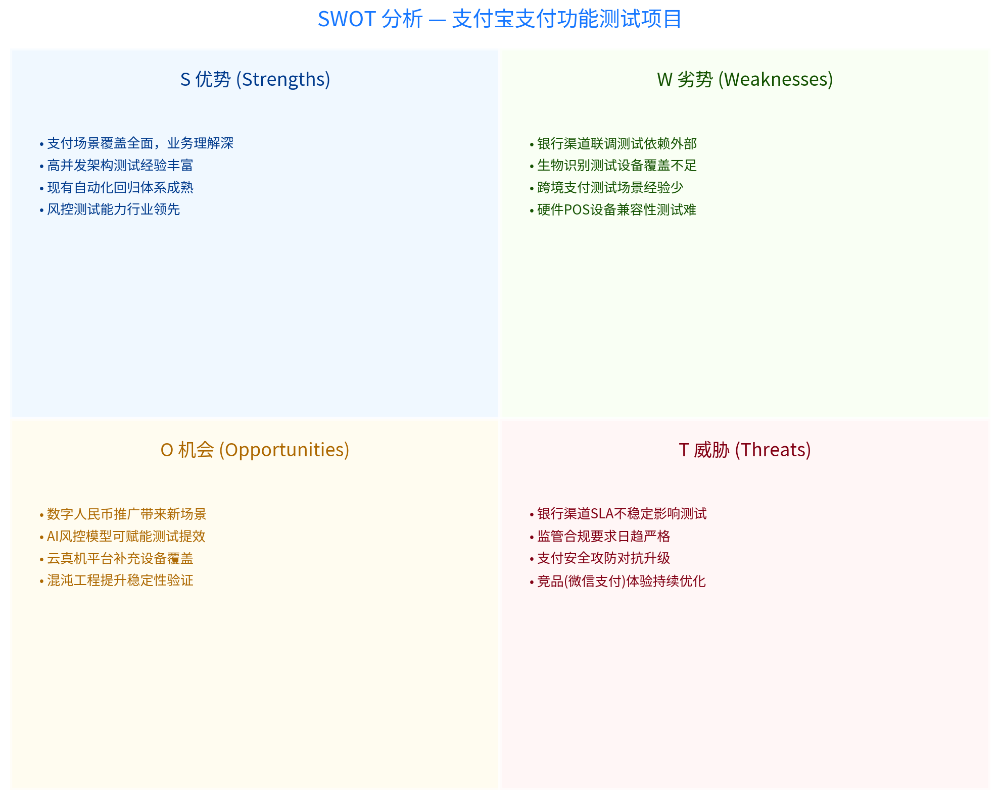 SWOT 分析 — 支付宝支付功能测试项目
S 优势 (Strengths)
• 支付场景覆盖全面，业务理解深
• 高并发架构测试经验丰富
• 现有自动化回归体系成熟
• 风控测试能力行业领先
W 劣势 (Weaknesses)
• 银行渠道联调测试依赖外部
• 生物识别测试设备覆盖不足
• 跨境支付测试场景经验少
• 硬件POS设备兼容性测试难
O 机会 (Opportunities)
• 数字人民币推广带来新场景
• AI风控模型可赋能测试提效
• 云真机平台补充设备覆盖
• 混沌工程提升稳定性验证
T 威胁 (Threats)
• 银行渠道SLA不稳定影响测试
• 监管合规要求日趋严格
• 支付安全攻防对抗升级
• 竞品(微信支付)体验持续优化